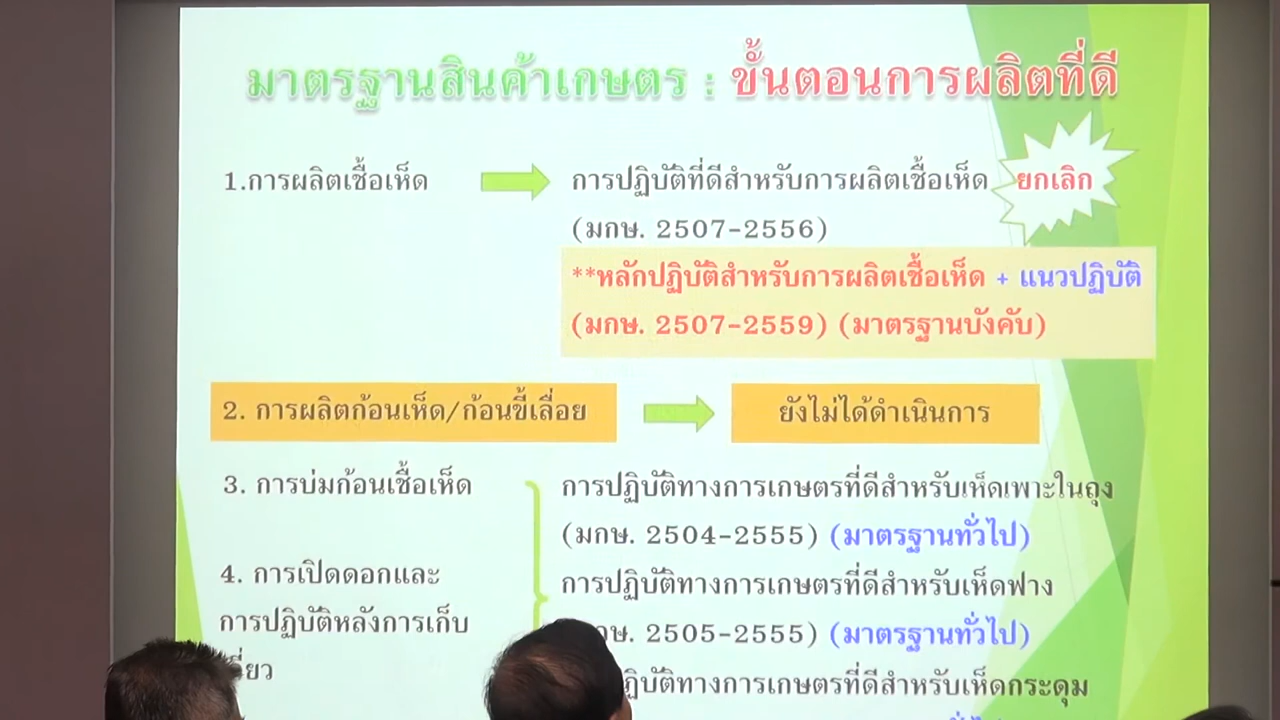 มาตรฐานสินค้าเกษตร : ขั้นตอนการผลิตที่ดี
1.การผลิตเชื้อเห็ด
การปฏิบัติที่ดีสำหรับการผลิตเชื้อเห็ด
ยกเลิก
(มกษ. 2507-2556)
**หลักปฏิบัติสำหรับการผลิตเชื้อเห็ด + แนวปฏิบัติ
(มกษ. 2507-2559) (มาตรฐานบังคับ)
2. การผลิตก้อนเห็ด/ก้อนขี้เลื่อย
ยังไม่ได้ดำเนินการ
3. การบ่มก้อนเชื้อเห็ด
4. การเปิดดอกและ
การปฏิบัติหลังการเก็บ
การปฏิบัติทางการเกษตรที่ดีสำหรับเห็ดเพาะในถุง
(มกษ. 2504-2555) (มาตรฐานทั่วไป)
การปฏิบัติทางการเกษตรที่ดีสำหรับเห็ดฟาง
2505-2555) (มาตรฐานทั่วไป)
ฏิบัติทางการเกษตรที่ดีสำหรับเห็ดกระดุม